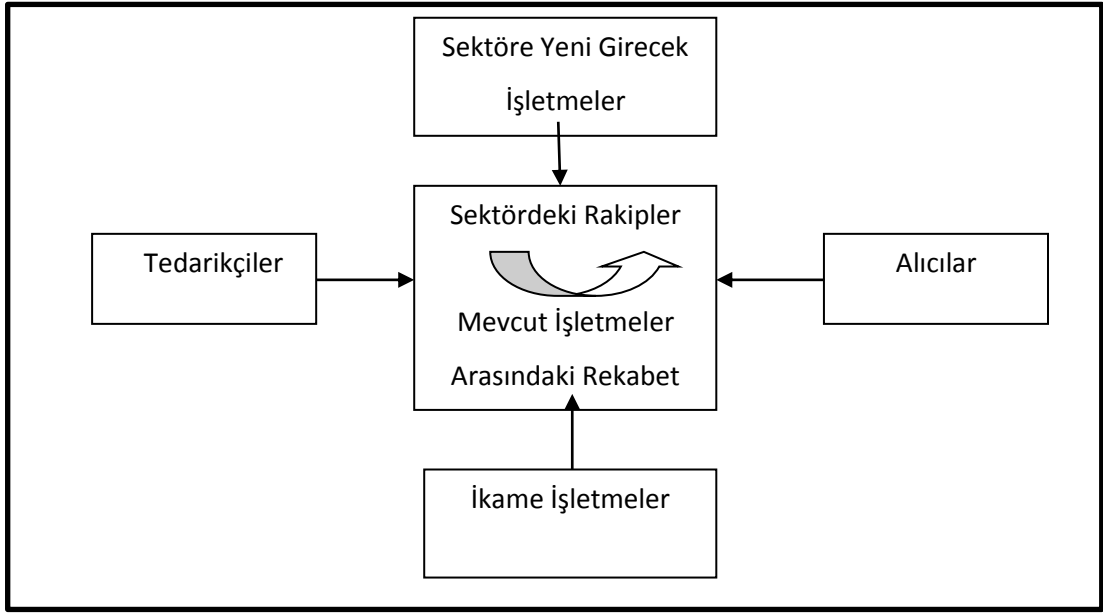 Sektöre Yeni Girecek
İşletmeler
Sektördeki Rakipler
Tedarikçiler
Alıcılar
Mevcut İşletmeler
Arasındaki Rekabet
İkame İşletmeler